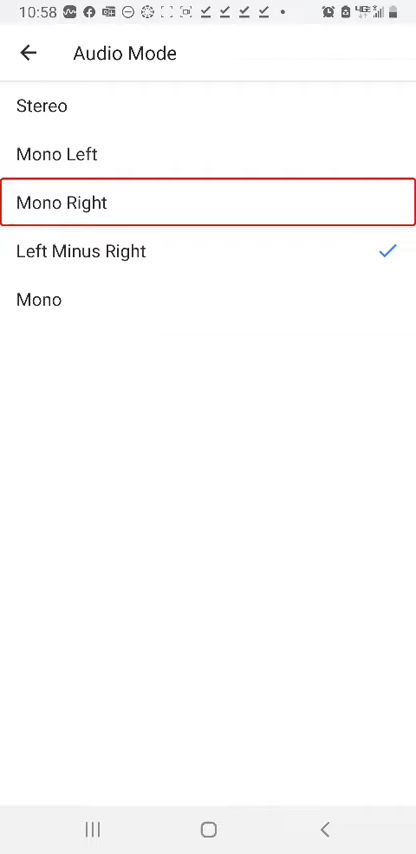 10:58
Audio Mode
Stereo
Mono Left
Mono Right
Left Minus Right
Mono